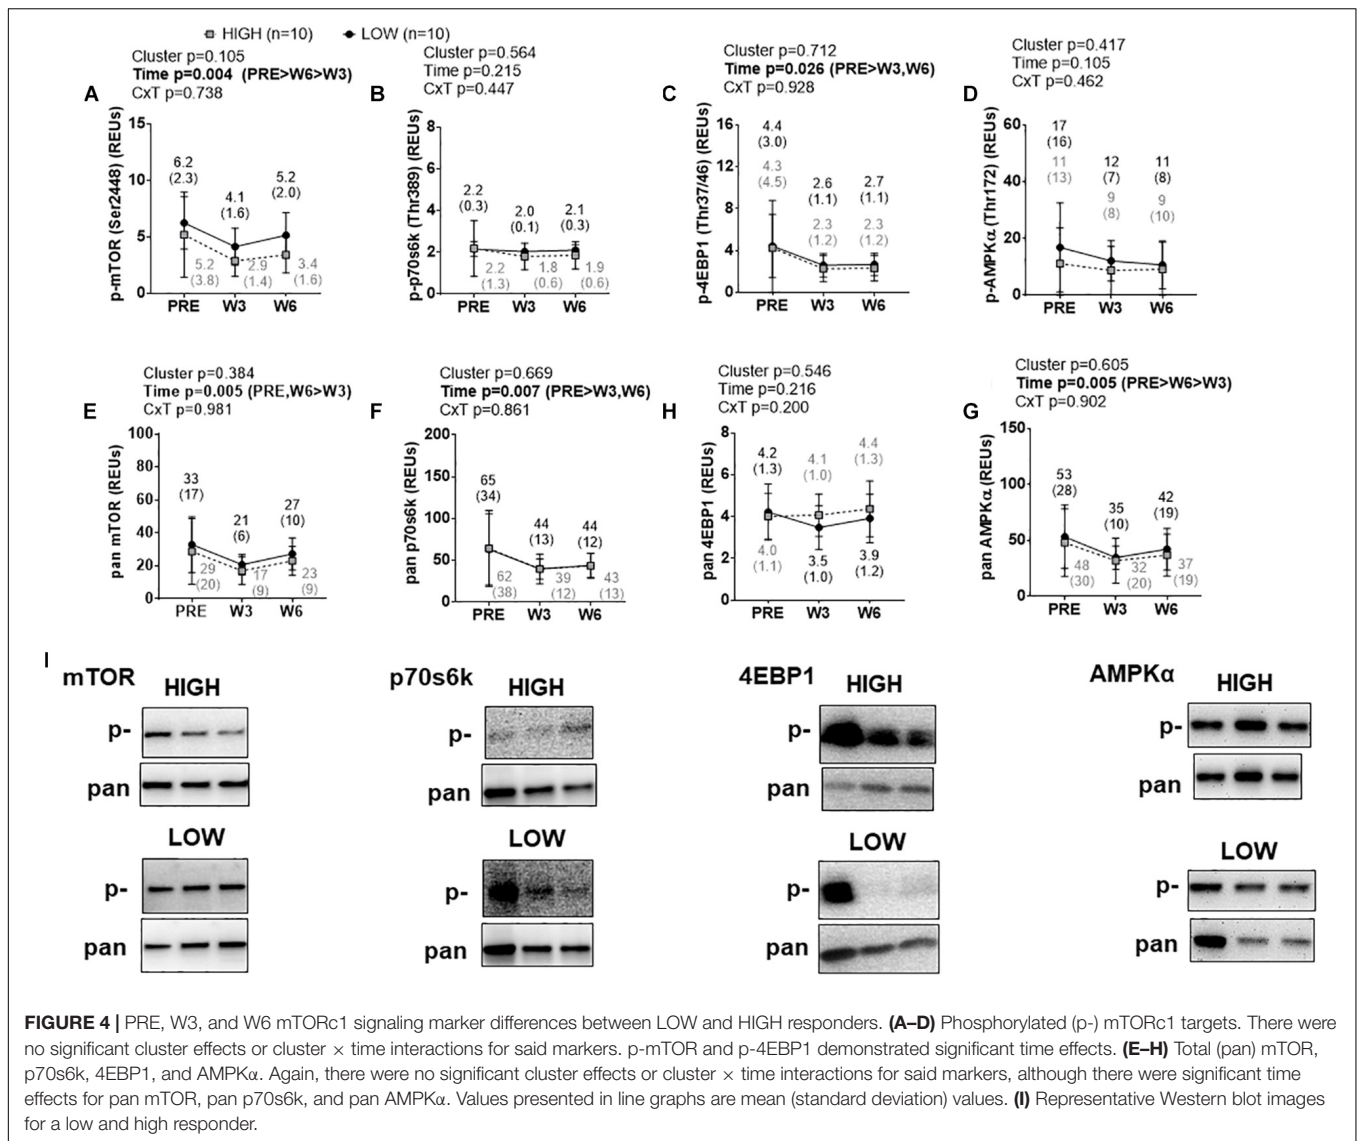 HIGH (n=10) LOW (n=10)
Cluster p=0.105
Time p=0.004 (PRE>W6>W3)
CxT p=0.738
A
p-mTOR (Ser2448) (REUs)
15
10
5
0
6.2
(2.3)
4.1
(1.6)
5.2
(2.0)
5.2
(3.8)
2.9
(1.4)
3.4
(1.6)
PRE W3 W6
Cluster p=0.564
Time p=0.215
CxT p=0.447
B
p-p70s6k (Thr389) (REUs)
8
6
4
2
0
2.2
(0.3)
2.0
(0.1)
2.1
(0.3)
2.2
(1.3)
1.8
(0.6)
1.9
(0.6)
PRE W3 W6
Cluster p=0.712
Time p=0.026 (PRE>W3,W6)
CxT p=0.928
C
p-4EBP1 (Thr37/46) (REUs)
16
12
8
4
0
4.4
(3.0)
4.3
(4.5)
2.6
(1.1)
2.3
(1.2)
2.7
(1.1)
2.3
(1.2)
PRE W3 W6
Cluster p=0.417
Time p=0.105
CxT p=0.462
D
p-AMPKα (Thr172) (REUs)
60
40
20
0
17
(16)
11
(13)
12
(7)
9
(8)
11
(8)
9
(10)
PRE W3 W6
Cluster p=0.384
Time p=0.005 (PRE,W6>W3)
CxT p=0.981
E
pan mTOR (REUs)
100
80
60
40
20
0
33
(17)
21
(6)
27
(10)
29
(20)
17
(9)
23
(9)
PRE W3 W6
Cluster p=0.669
Time p=0.007 (PRE>W3,W6)
CxT p=0.861
F
pan p70s6k (REUs)
200
150
100
50
0
65
(34)
44
(13)
44
(12)
62
(38)
39
(12)
43
(13)
PRE W3 W6
Cluster p=0.546
Time p=0.216
CxT p=0.200
H
pan 4EBP1 (REUs)
8
6
4
2
0
4.2
(1.3)
4.1
(1.0)
4.4
(1.3)
4.0
(1.1)
3.5
(1.0)
3.9
(1.2)
PRE W3 W6
Cluster p=0.605
Time p=0.005 (PRE>W6>W3)
CxT p=0.902
G
pan AMPKα (REUs)
150
100
50
0
53
(28)
35
(10)
42
(19)
48
(30)
32
(20)
37
(19)
PRE W3 W6
I
mTOR
HIGH
p-
pan
LOW
p-
pan
p70s6k
HIGH
p-
pan
LOW
p-
pan
4EBP1
HIGH
p-
pan
LOW
p-
pan
AMPKα
HIGH
p-
pan
LOW
p-
pan
FIGURE 4 | PRE, W3, and W6 mTORc1 signaling marker differences between LOW and HIGH responders. (A–D) Phosphorylated (p-) mTORc1 targets. There were
no significant cluster effects or cluster × time interactions for said markers. p-mTOR and p-4EBP1 demonstrated significant time effects. (E–H) Total (pan) mTOR,
p70s6k, 4EBP1, and AMPKα. Again, there were no significant cluster effects or cluster × time interactions for said markers, although there were significant time
effects for pan mTOR, pan p70s6k, and pan AMPKα. Values presented in line graphs are mean (standard deviation) values. (I) Representative Western blot images
for a low and high responder.